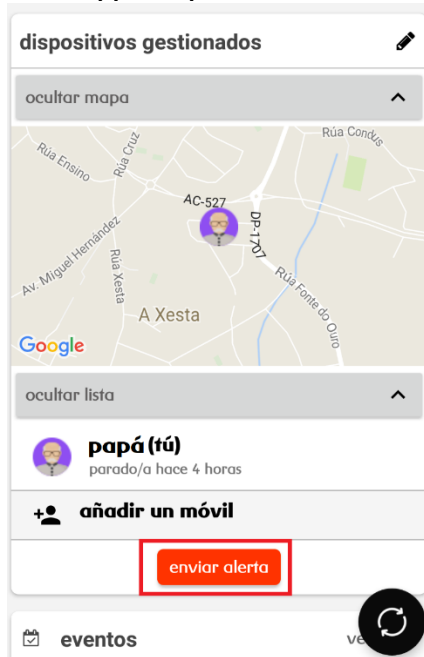 dispositivos gestionados
ocultar mapa
Rúa Condus
Rúa Ensino
Rúa Cruz
AC-527
DP-1707
Av. Miguel Hernández
Rúa Xesta
Rúa Fonte do Ouro
A Xesta
Google
ocultar lista
papá (tú)
parado/a hace 4 horas
añadir un móvil
enviar alerta
eventos